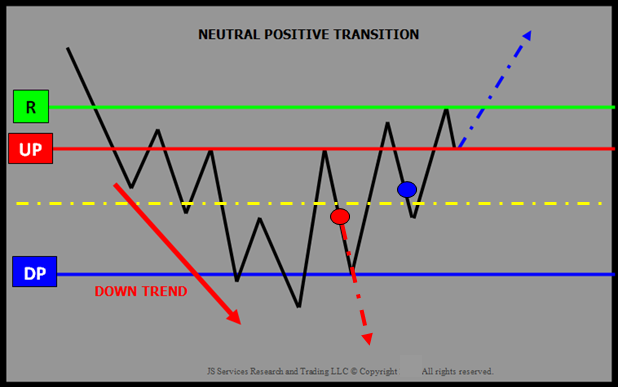 NEUTRAL POSITIVE TRANSITION
R
UP
DP
DOWN TREND
JS Services Research and Trading LLC © Copyright All rights reserved.